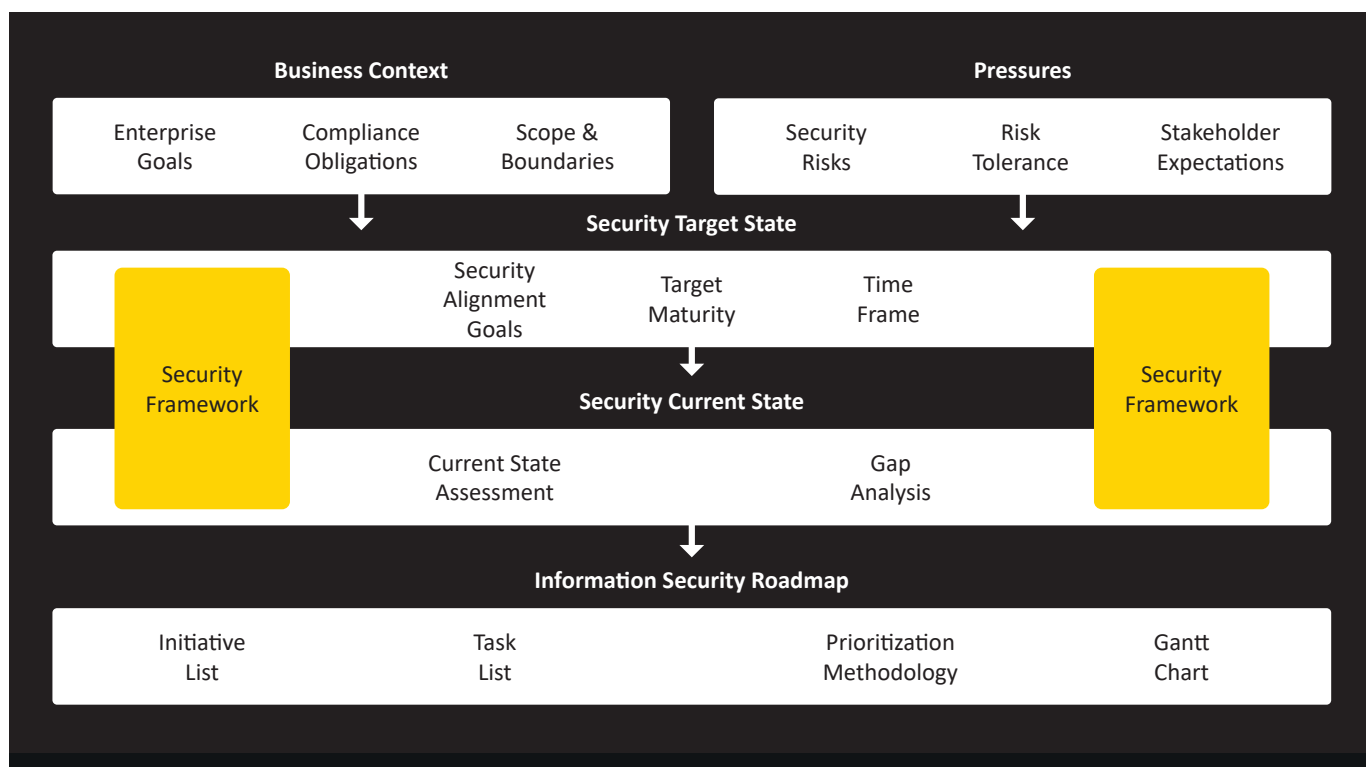 Business Context
Enterprise
Goals
Compliance
Obligations
Scope &
Boundaries
Pressures
Security
Risks
Risk
Tolerance
Stakeholder
Expectations
Security Target State
Security
Alignment
Goals
Target
Maturity
Time
Frame
Security
Framework
Security
Framework
Security Current State
Current State
Assessment
Gap
Analysis
Information Security Roadmap
Initiative
List
Task
List
Prioritization
Methodology
Gantt
Chart